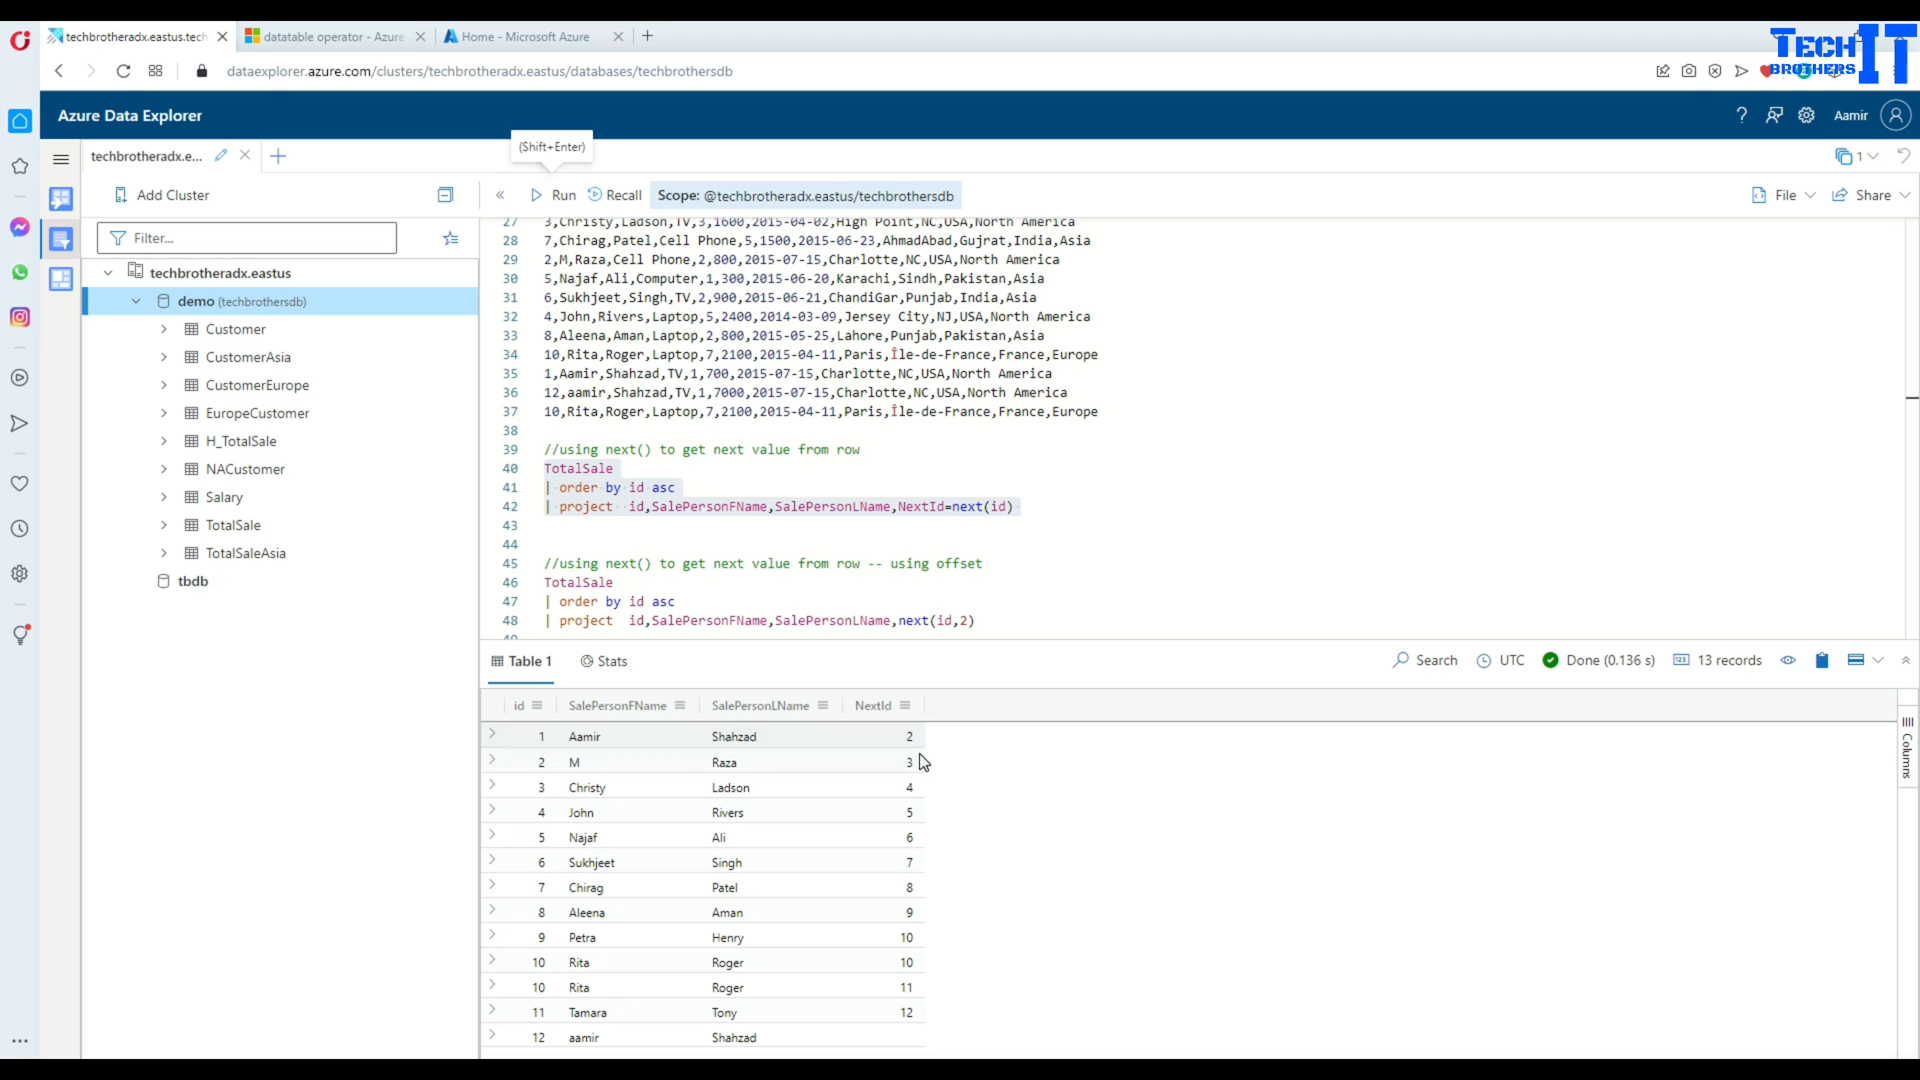 techbrotheradx.eastus.tech
datatable operator - Azure
Home - Microsoft Azure
TECH IT
BROTHERS
dataexplorer.azure.com/clusters/techbrotheradx.eastus/databases/techbrothersdb
Azure Data Explorer
Aamir
(Shift+Enter)
techbrotheradx.e...
1
Add Cluster
Run
Recall
Scope: @techbrotheradx.eastus/techbrothersdb
File
Share
Filter...
techbrotheradx.eastus
demo (techbrothersdb)
Customer
CustomerAsia
CustomerEurope
EuropeCustomer
H_TotalSale
NACustomer
Salary
TotalSale
TotalSaleAsia
tbdb
27 3,Christy,Ladson,TV,3,1600,2015-04-02,High Point,NC,USA,North America
28 7,Chirag,Patel,Cell Phone,5,1500,2015-06-23,AhmadAbad,Gujrat,India,Asia
29 2,M,Raza,Cell Phone,2,800,2015-07-15,Charlotte,NC,USA,North America
30 5,Najaf,Ali,Computer,1,300,2015-06-20,Karachi,Sindh,Pakistan,Asia
31 6,Sukhjeet,Singh,TV,2,900,2015-06-21,ChandiGar,Punjab,India,Asia
32 4,John,Rivers,Laptop,5,2400,2014-03-09,Jersey City,NJ,USA,North America
33 8,Aleena,Aman,Laptop,2,800,2015-05-25,Lahore,Punjab,Pakistan,Asia
34 10,Rita,Roger,Laptop,7,2100,2015-04-11,Paris,Île-de-France,France,Europe
35 1,Aamir,Shahzad,TV,1,700,2015-07-15,Charlotte,NC,USA,North America
36 12,aamir,Shahzad,TV,1,7000,2015-07-15,Charlotte,NC,USA,North America
37 10,Rita,Roger,Laptop,7,2100,2015-04-11,Paris,Île-de-France,France,Europe
38
39 //using next() to get next value from row
40 TotalSale
41 | order by id asc
42 | project  id,SalePersonFName,SalePersonLName,NextId=next(id)
43
44
45 //using next() to get next value from row -- using offset
46 TotalSale
47 | order by id asc
48 | project  id,SalePersonFName,SalePersonLName,next(id,2)
49
Table 1
Stats
Search
UTC
Done (0.136 s)
13 records
id SalePersonFName SalePersonLName NextId
1 Aamir Shahzad 2
2 M Raza 3
3 Christy Ladson 4
4 John Rivers 5
5 Najaf Ali 6
6 Sukhjeet Singh 7
7 Chirag Patel 8
8 Aleena Aman 9
9 Petra Henry 10
10 Rita Roger 10
10 Rita Roger 11
11 Tamara Tony 12
12 aamir Shahzad
Columns